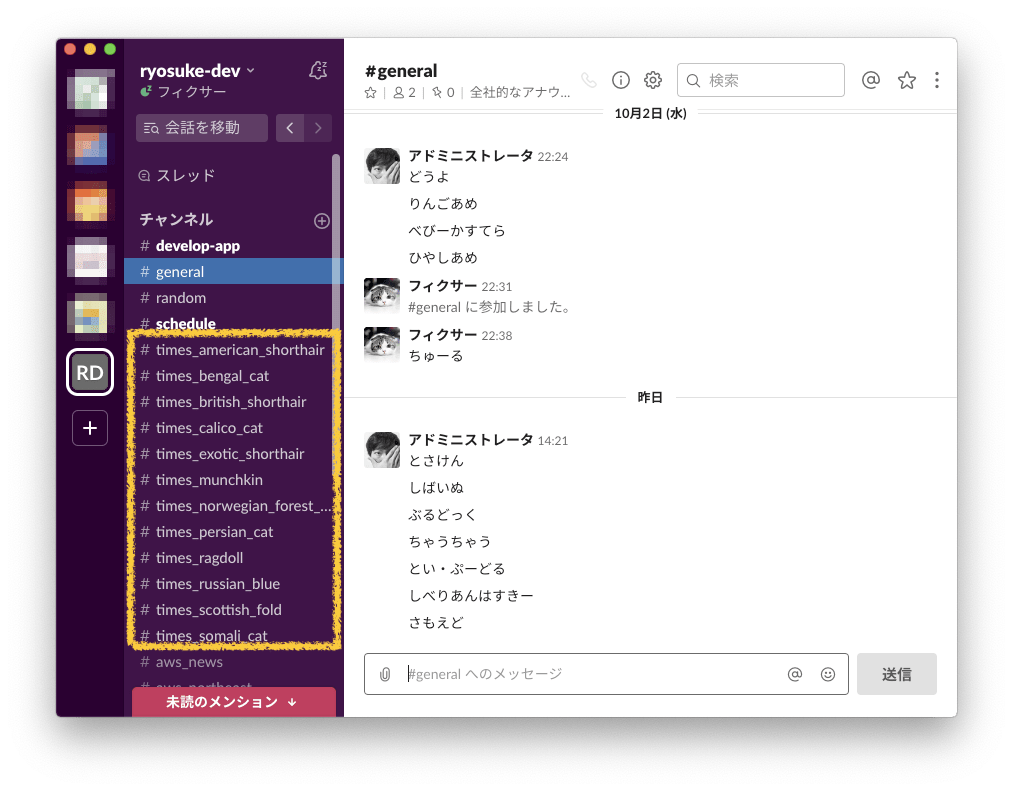 ryosuke-dev
フィクサー
会話を移動
スレッド
チャンネル
# develop-app
# general
# random
# schedule
# times_american_shorthair
# times_bengal_cat
# times_british_shorthair
# times_calico_cat
# times_exotic_shorthair
# times_munchkin
# times_norwegian_forest_...
# times_persian_cat
# times_ragdoll
# times_russian_blue
# times_scottish_fold
# times_somali_cat
# aws_news
未読のメンション ↓
RD
+
#general
2 | 0 | 全社的なアナウ...
検索
10月2日 (水)
アドミニストレータ 22:24
どうよ
りんごあめ
べびーかすてら
ひやしあめ
フィクサー 22:31
#general に参加しました。
フィクサー 22:38
ちゅーる
昨日
アドミニストレータ 14:21
とさけん
しばいぬ
ぶるどっく
ちゃうちゃう
とい・ぷーどる
しべりあんはすきー
さもえど
#general へのメッセージ
送信